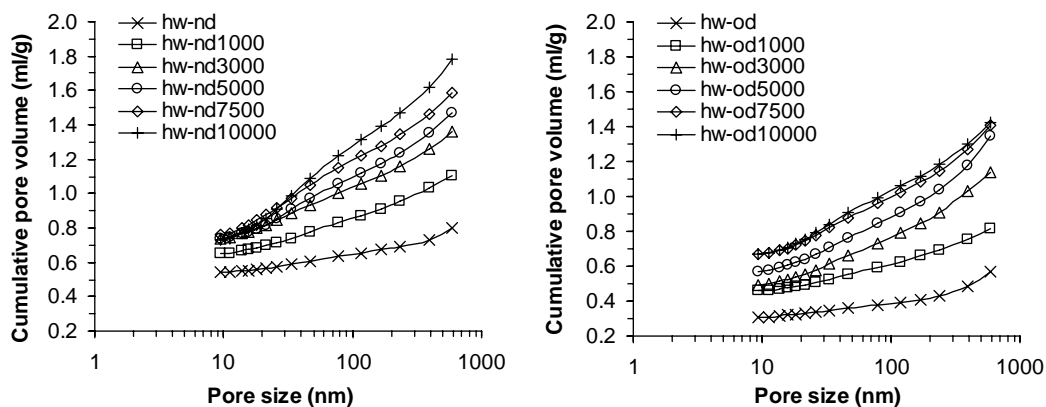 Cumulative pore volume (ml/g)
2.0
1.8
1.6
1.4
1.2
1.0
0.8
0.6
0.4
0.2
hw-nd
hw-nd1000
hw-nd3000
hw-nd5000
hw-nd7500
hw-nd10000
1 10 100 1000
Pore size (nm)
Cumulative pore volume (ml/g)
2.0
1.8
1.6
1.4
1.2
1.0
0.8
0.6
0.4
0.2
hw-od
hw-od1000
hw-od3000
hw-od5000
hw-od7500
hw-od10000
1 10 100 1000
Pore size (nm)